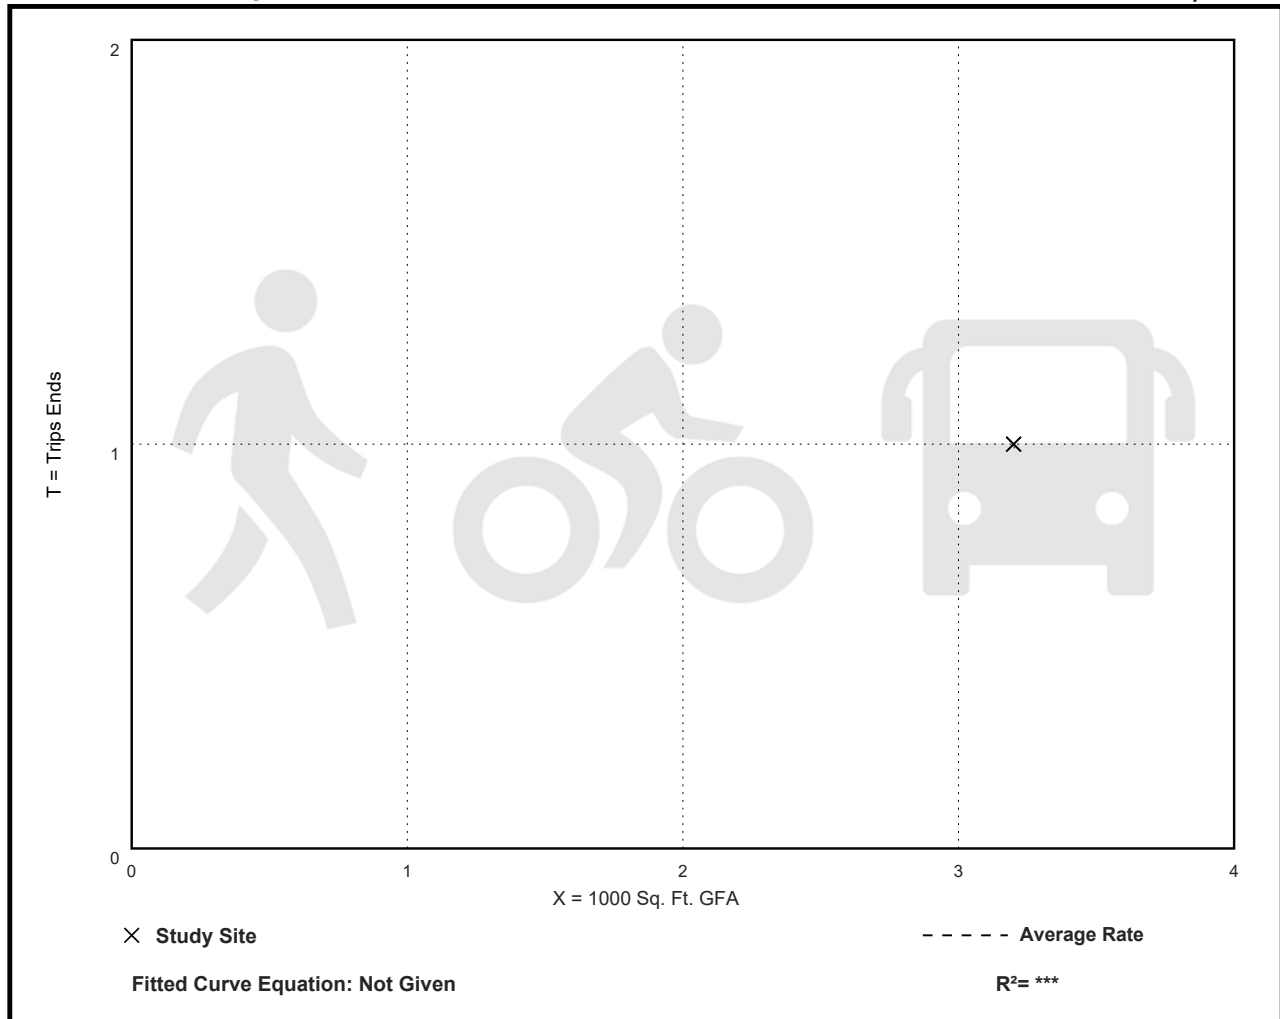 2
T = Trips Ends
1
0
0 1 2 3 4
X = 1000 Sq. Ft. GFA
Study Site
Average Rate
Fitted Curve Equation: Not Given
R²= ***